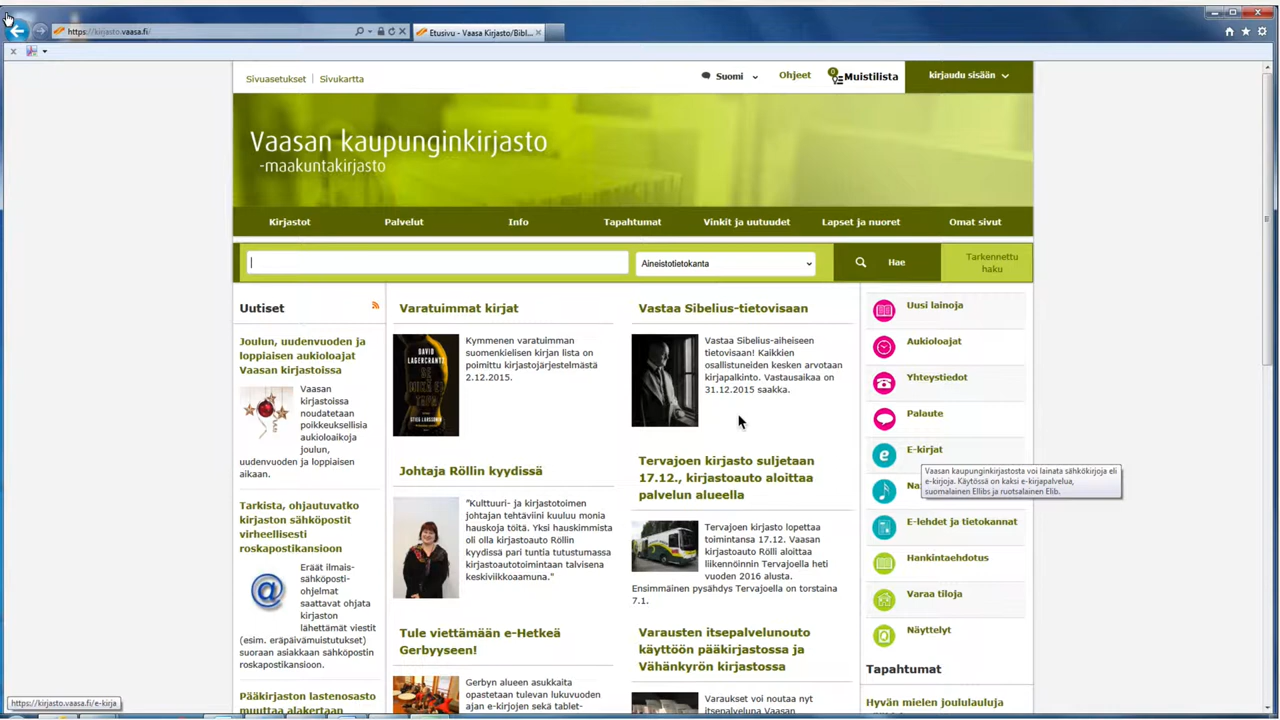 https://kirjasto.vaasa.fi/
Etusivu - Vaasa Kirjasto/Bibl...
Sivuasetukset
Sivukartta
Suomi
Ohjeet
0
Muistilista
kirjaudu sisään
Vaasan kaupunginkirjasto
-maakuntakirjasto
Kirjastot
Palvelut
Info
Tapahtumat
Vinkit ja uutuudet
Lapset ja nuoret
Omat sivut
Aineistotietokanta
Hae
Tarkennettu
haku
Uutiset
Joulun, uudenvuoden ja
loppiaisen aukioloajat
Vaasan kirjastoissa
Vaasan
kirjastoissa
noudatetaan
poikkeuksellisia
aukioloaikoja
joulun,
uudenvuoden ja loppiaisen
aikaan.
Tarkista, ohjautuvatko
kirjaston sähköpostit
virheellisesti
roskapostikansioon
Eräät ilmais-
sähköposti-
ohjelmat
saattavat ohjata
kirjaston
lähettämät viestit
(esim. eräpäivämuistutukset)
suoraan asiakkaan sähköpostin
roskapostikansioon.
Pääkirjaston lastenosasto
muuttaa alakertaan
Varatuimmat kirjat
DAVID
LAGERCRANTZ
Kymmenen varatuimman
suomenkielisen kirjan lista on
poimittu kirjastojärjestelmästä
2.12.2015.
Johtaja Röllin kyydissä
"Kulttuuri- ja kirjastotoimen
johtajan tehtäviini kuuluu monia
hauskoja töitä. Yksi hauskimmista
oli olla kirjastoauto Röllin
kyydissä pari tuntia tutustumassa
kirjastoautotoimintaan talvisena
keskiviikkoaamuna."
Tule viettämään e-Hetkeä
Gerbyyseen!
Gerbyn alueen asukkaita
opastetaan tulevan lukuvuoden
ajan e-kirjojen sekä tablet-
Vastaa Sibelius-tietovisaan
Vastaa Sibelius-aiheiseen
tietovisaan! Kaikkien
osallistuneiden kesken arvotaan
kirjapalkinto. Vastausaikaa on
31.12.2015 saakka.
Tervajoen kirjasto suljetaan
17.12., kirjastoauto aloittaa
palvelun alueella
Tervajoen kirjasto lopettaa
toimintansa 17.12. Vaasan
kirjastoauto Rölli aloittaa
liikennöinnin Tervajoella heti
vuoden 2016 alusta.
Ensimmäinen pysähdys Tervajoella on torstaina
7.1.
Varausten itsepalvelunouto
käyttöön pääkirjastossa ja
Vähänkyrön kirjastossa
Varaukset voi noutaa nyt
Uusi lainoja
Aukioloajat
Yhteystiedot
Palaute
E-kirjat
Vaasan kaupunginkirjastosta voi lainata sähkökirjoja eli
e-kirjoja. Käytössä on kaksi e-kirjapalvelua,
suomalainen Ellibs ja ruotsalainen Elib.
E-lehdet ja tietokannat
Hankintaehdotus
Varaa tiloja
Näyttelyt
Tapahtumat
Hyvän mielen joululauluja
https://kirjasto.vaasa.fi/e-kirja